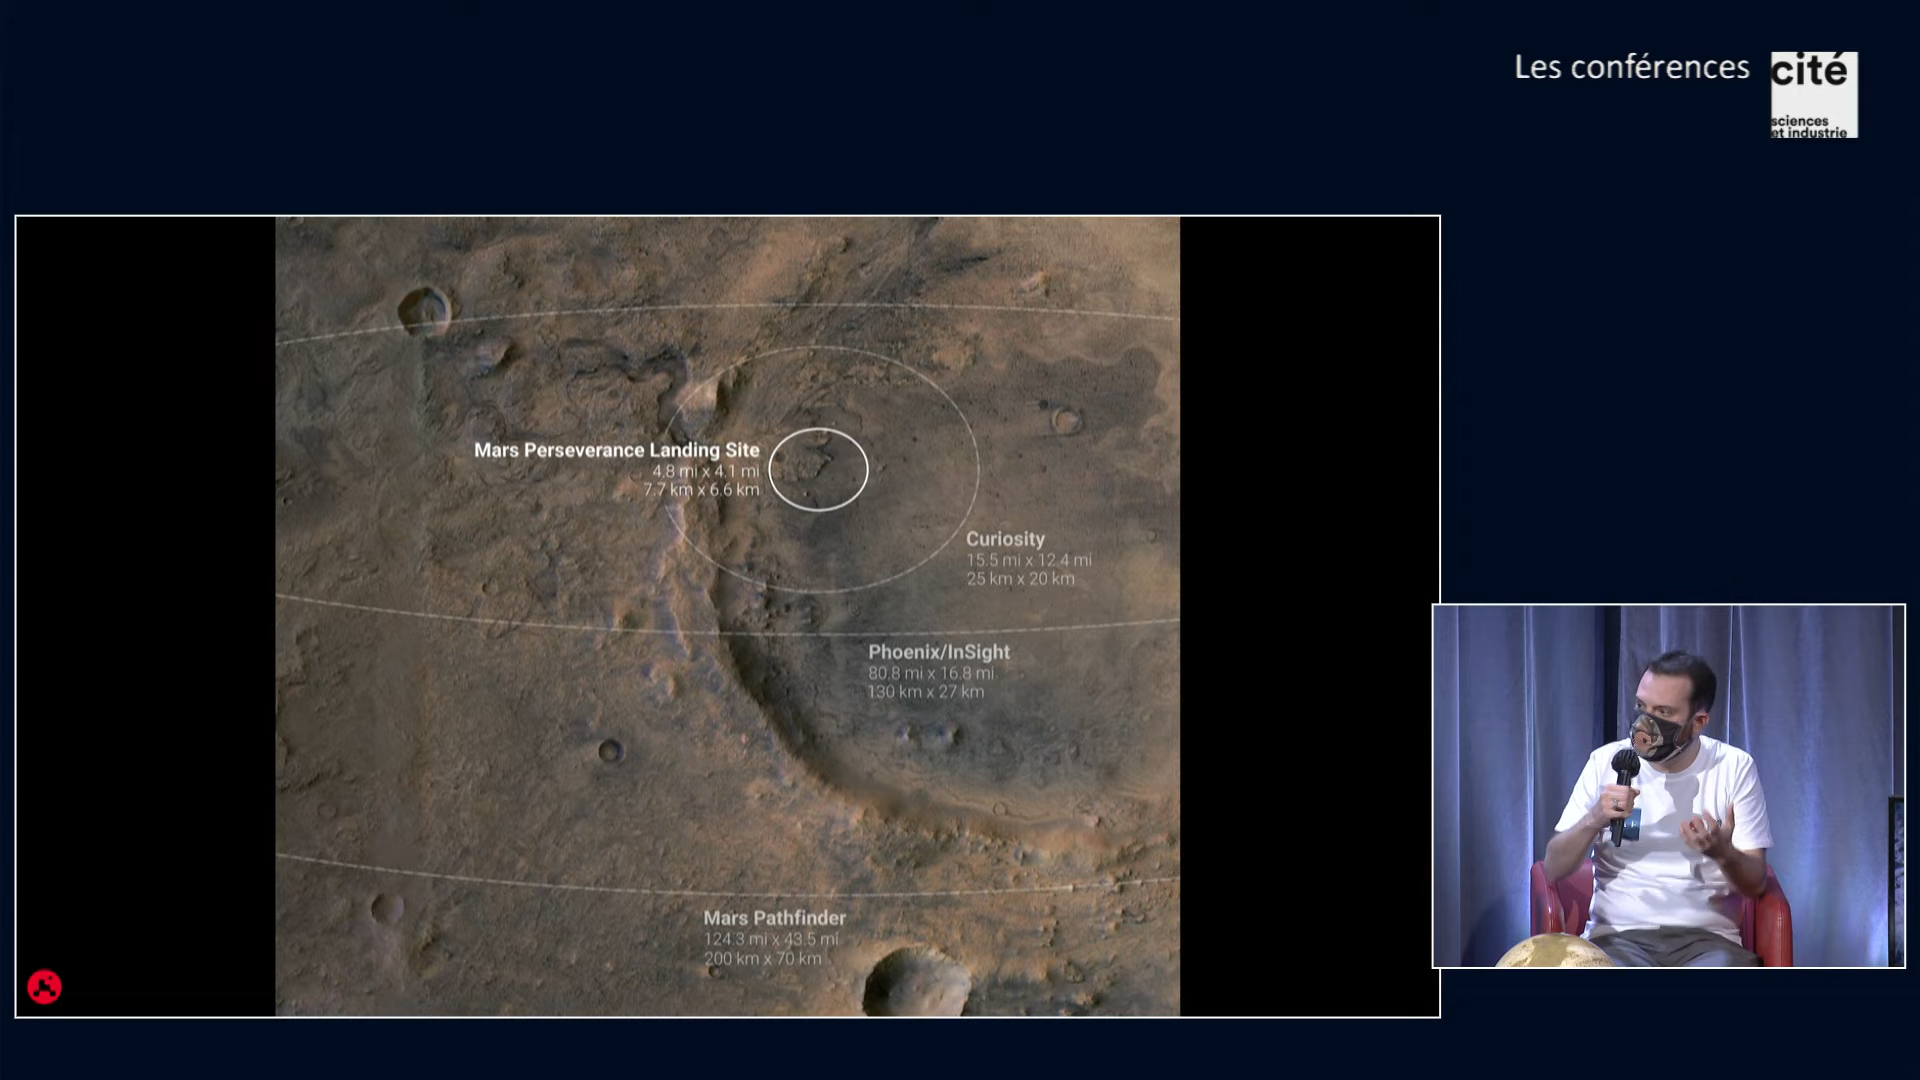 Les conférences
cité
sciences
et industrie
Mars Perseverance Landing Site
4.8 mi x 4.1 mi
7.7 km x 6.6 km
Curiosity
15.5 mi x 12.4 mi
25 km x 20 km
Phoenix/InSight
80.8 mi x 16.8 mi
130 km x 27 km
Mars Pathfinder
124.3 mi x 43.5 mi
200 km x 70 km